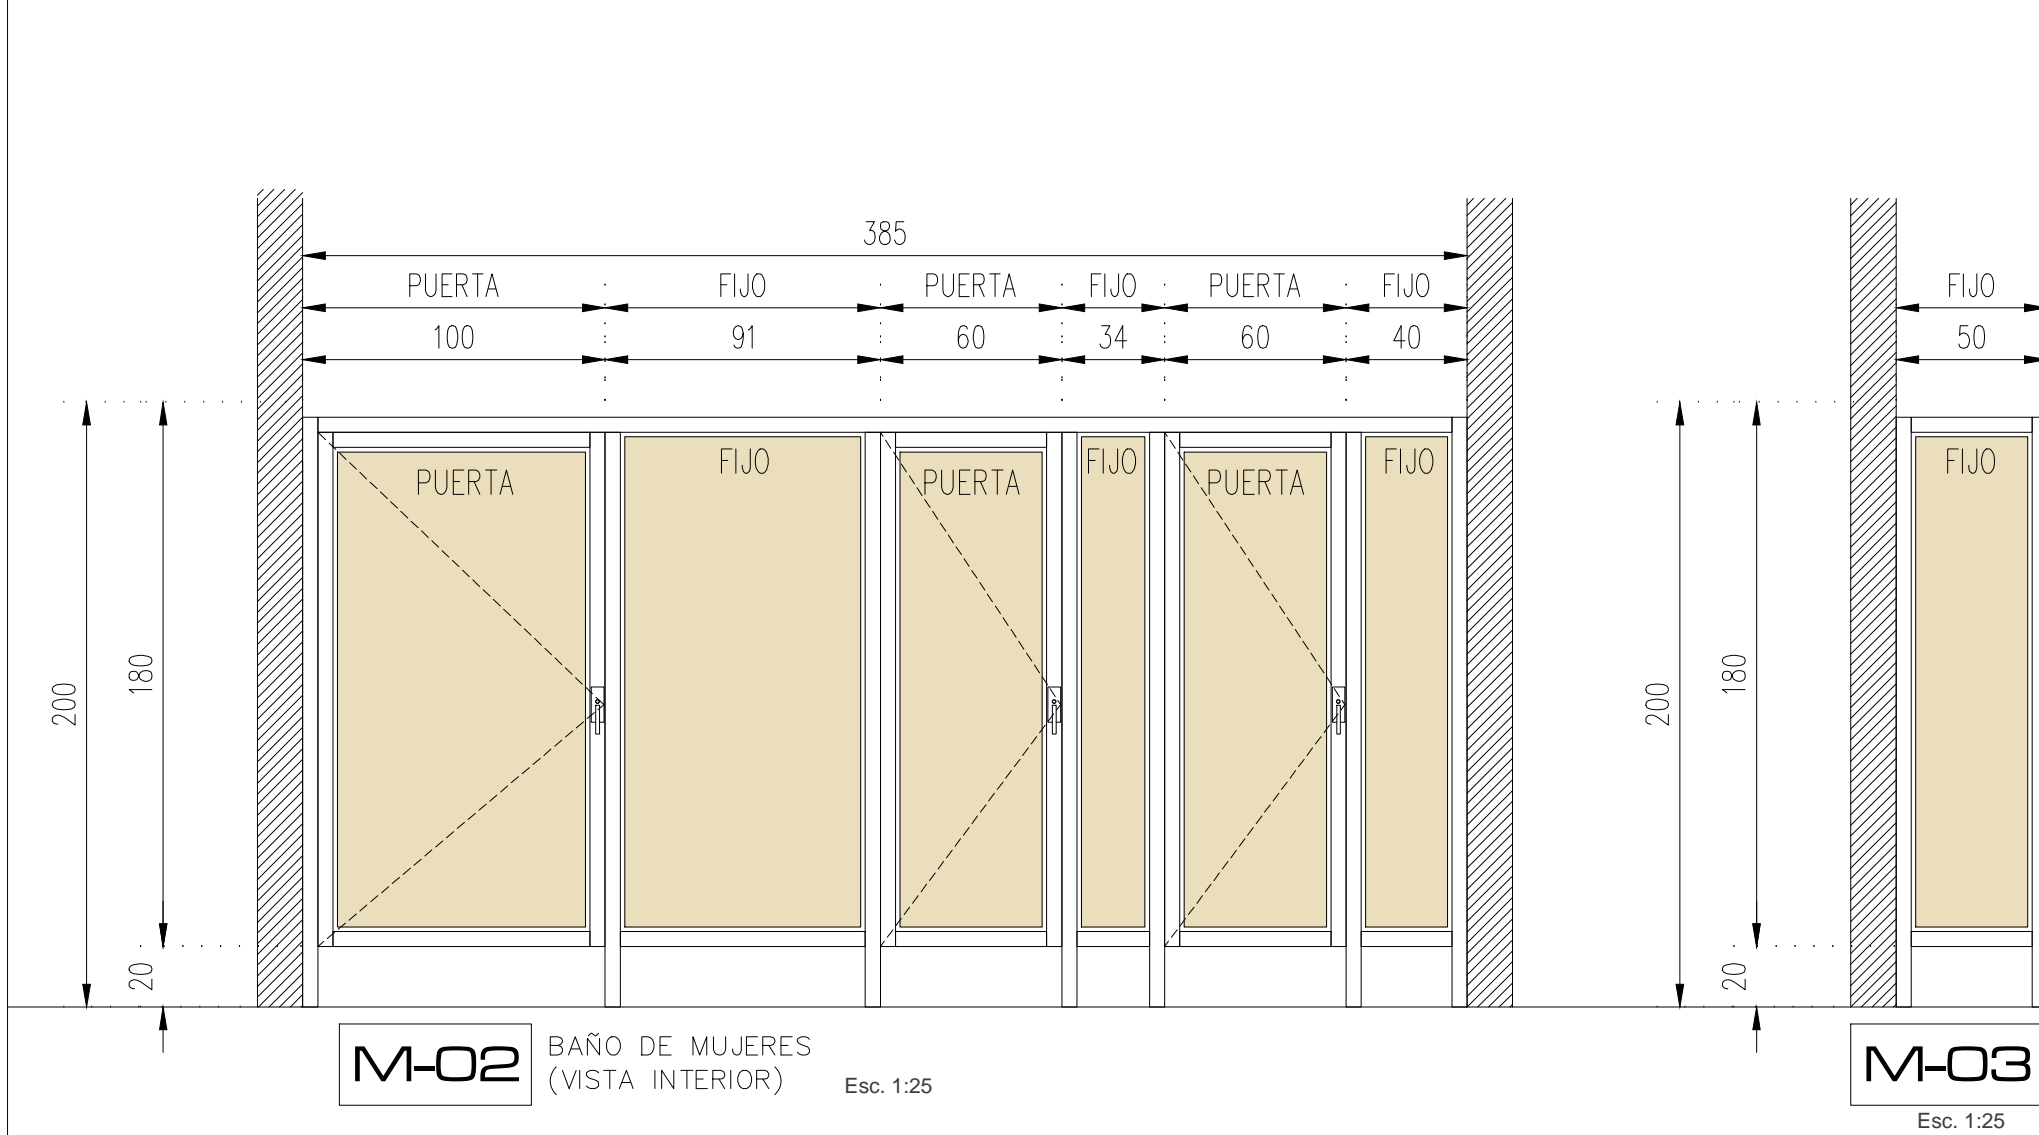 385
PUERTA FIJO PUERTA FIJO PUERTA FIJO FIJO
100 91 60 34 60 40 50
PUERTA FIJO PUERTA FIJO PUERTA FIJO FIJO
200 180 200 180
20 20
M-02 BAÑO DE MUJERES
(VISTA INTERIOR) Esc. 1:25
M-03
Esc. 1:25